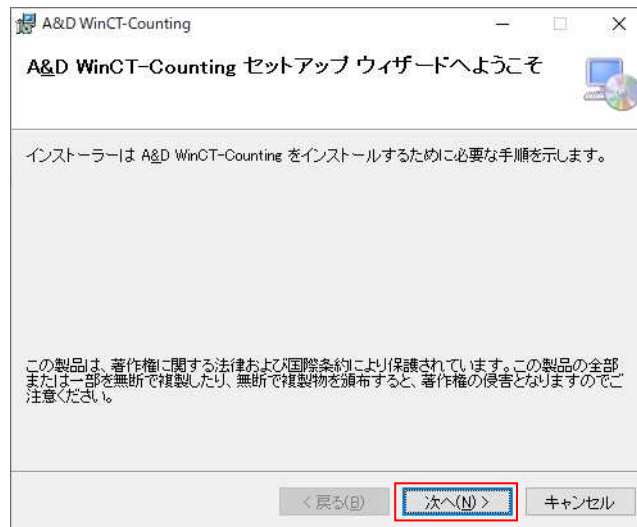 A&D WinCT-Counting
A&D WinCT-Counting セットアップ ウィザードへようこそ
インストーラーは A&D WinCT-Counting をインストールするために必要な手順を示します。
この製品は、著作権に関する法律および国際条約により保護されています。この製品の全部
または一部を無断で複製したり、無断で複製物を頒布すると、著作権の侵害となりますのでご
注意ください。
< 戻る(B)
次へ(N) >
キャンセル